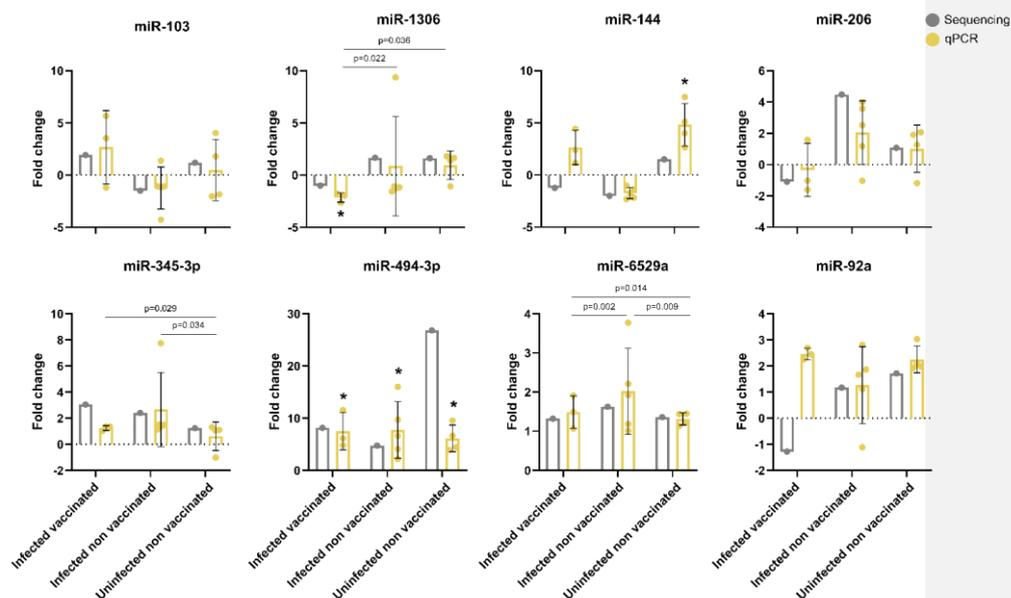 miR-103
miR-1306
miR-144
miR-206
Sequencing
qPCR
p=0.036
p=0.022
*
*
Fold change
10
5
0
-5
Fold change
10
5
0
-5
Fold change
10
5
0
-5
Fold change
6
4
2
0
-2
-4
miR-345-3p
miR-494-3p
miR-6529a
miR-92a
p=0.029
p=0.034
p=0.014
p=0.002
p=0.009
*
*
*
Fold change
10
8
6
4
2
0
-2
Fold change
30
20
10
0
Fold change
4
3
2
1
0
Fold change
4
3
2
1
0
-1
-2
Infected vaccinated
Infected non vaccinated
Uninfected non vaccinated
Infected vaccinated
Infected non vaccinated
Uninfected non vaccinated
Infected vaccinated
Infected non vaccinated
Uninfected non vaccinated
Infected vaccinated
Infected non vaccinated
Uninfected non vaccinated